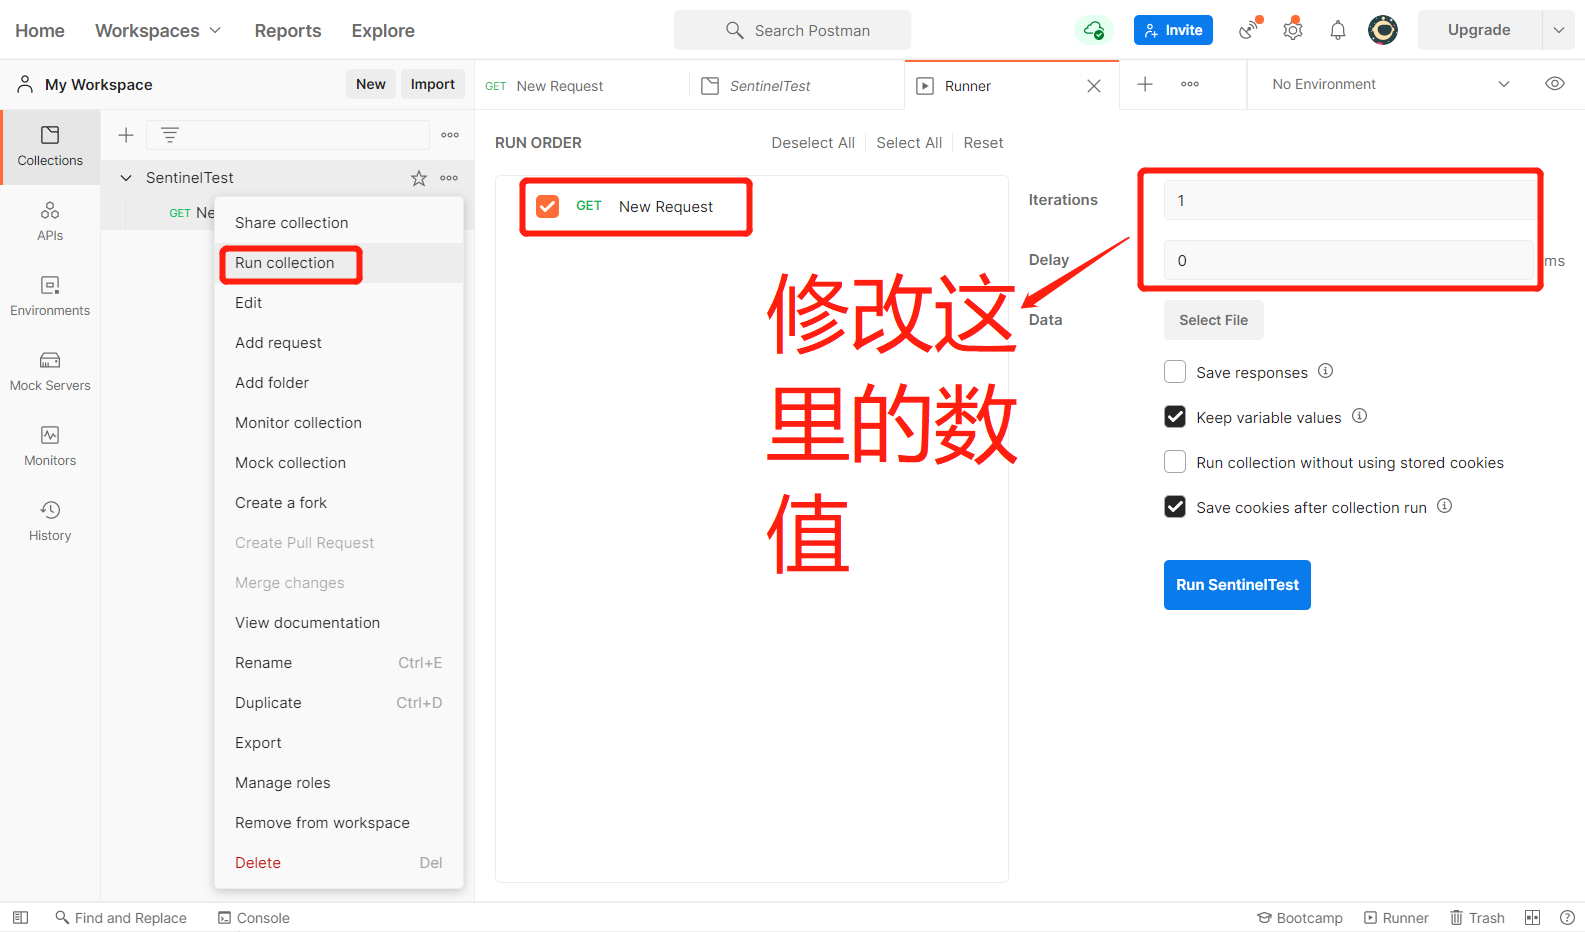 Home
Workspaces
Reports
Explore
Search Postman
Invite
Upgrade
My Workspace
New
Import
GET New Request
SentinelTest
Runner
No Environment
Collections
APIs
Environments
Mock Servers
Monitors
History
SentinelTest
GET Ne
Share collection
Run collection
Edit
Add request
Add folder
Monitor collection
Mock collection
Create a fork
Create Pull Request
Merge changes
View documentation
Rename Ctrl+E
Duplicate Ctrl+D
Export
Manage roles
Remove from workspace
Delete Del
RUN ORDER
Deselect All
Select All
Reset
GET New Request
修改这
里的数
值
Iterations 1
Delay 0 ms
Data Select File
Save responses
Keep variable values
Run collection without using stored cookies
Save cookies after collection run
Run SentinelTest
Find and Replace
Console
Bootcamp
Runner
Trash